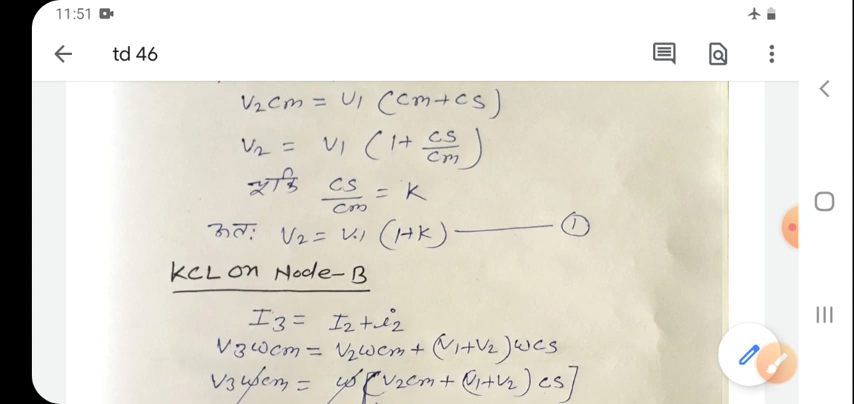 11:51
td 46
V2cm = V1 (cm+cs)
V2 = V1 (1+ cs/cm)
चूंकि cs/cm = K
अतः V2 = V1 (1+K) ——— ①
KCL on Node-B
I3 = I2+i2
V3ωcm = V2ωcm + (V1+V2)ωcs
V3ωcm = ω[V2cm + (V1+V2)cs]